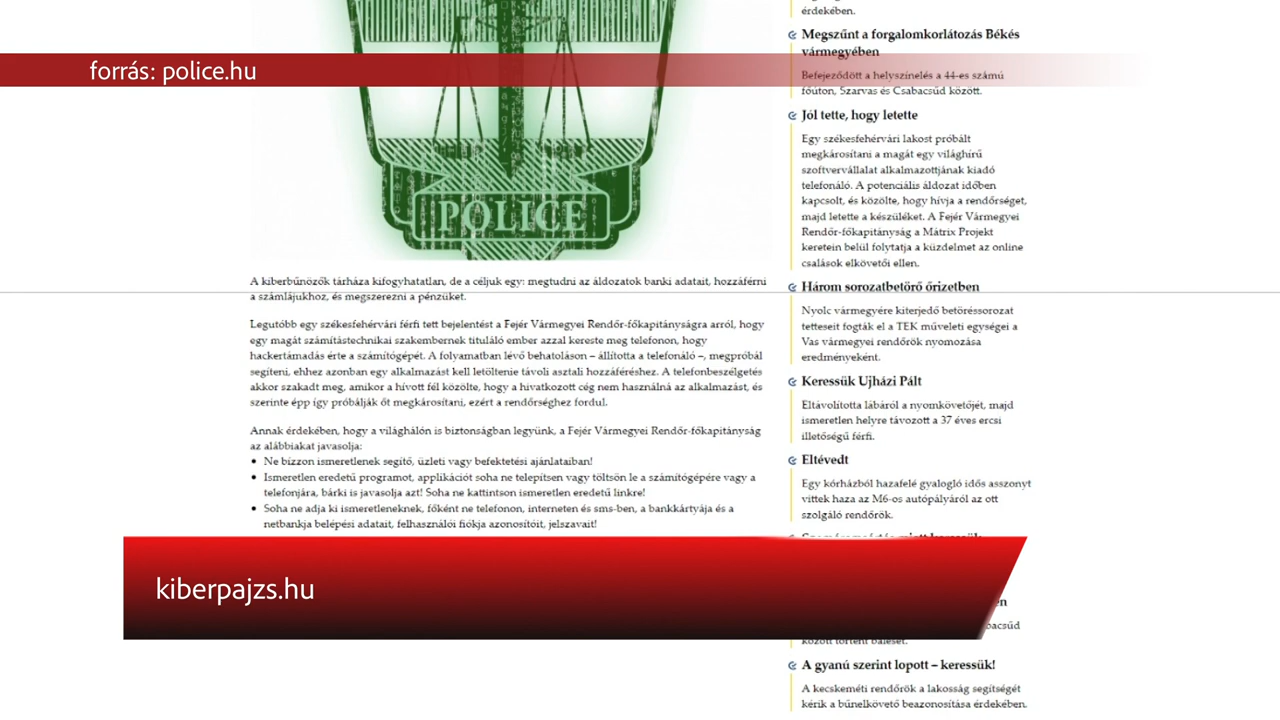 forrás: police.hu
POLICE
A kiberbűnözők tárháza kifogyhatatlan, de a céljuk egy: megtudni az áldozatok banki adatait, hozzáférni
a számlájukhoz, és megszerezni a pénzüket.
Legutóbb egy székesfehérvári férfi tett bejelentést a Fejér Vármegyei Rendőr-főkapitányságra arról, hogy
egy magát számítástechnikai szakembernek tituláló ember azzal kereste meg telefonon, hogy
hackertámadás érte a számítógépét. A folyamatban lévő behatoláson – állította a telefonáló –, megpróbál
segíteni, ehhez azonban egy alkalmazást kell letöltenie távoli asztali hozzáféréshez. A telefonbeszélgetés
akkor szakadt meg, amikor a hívott fél közölte, hogy a hivatkozott cég nem használná az alkalmazást, és
szerinte épp így próbálják őt megkárosítani, ezért a rendőrséghez fordul.
Annak érdekében, hogy a világhálón is biztonságban legyünk, a Fejér Vármegyei Rendőr-főkapitányság
az alábbiakat javasolja:
• Ne bízzon ismeretlenek segítő, üzleti vagy befektetési ajánlataiban!
• Ismeretlen eredetű programot, applikációt soha ne telepítsen vagy töltsön le a számítógépére vagy a
telefonjára, bárki is javasolja azt! Soha ne kattintson ismeretlen eredetű linkre!
• Soha ne adja ki ismeretleneknek, főként ne telefonon, interneten és sms-ben, a bankkártyája és a
netbankja belépési adatait, felhasználói fiókja azonosítóit, jelszavait!
érdekében.
Megszűnt a forgalomkorlátozás Békés
vármegyében
Befejeződött a helyszínelés a 44-es számú
főúton, Szarvas és Csabacsűd között.
Jól tette, hogy letette
Egy székesfehérvári lakost próbált
megkárosítani a magát egy világhírű
szoftvervállalat alkalmazottjának kiadó
telefonáló. A potenciális áldozat időben
kapcsolt, és közölte, hogy hívja a rendőrséget,
majd letette a készüléket. A Fejér Vármegyei
Rendőr-főkapitányság a Mátrix Projekt
keretein belül folytatja a küzdelmet az online
csalások elkövetői ellen.
Három sorozatbetörő őrizetben
Nyolc vármegyére kiterjedő betöréssorozat
tetteseit fogták el a TEK műveleti egységei a
Vas vármegyei rendőrök nyomozása
eredményeként.
Keressük Ujházi Pált
Eltávolította lábáról a nyomkövetőjét, majd
ismeretlen helyre távozott a 37 éves ercsi
illetőségű férfi.
Eltévedt
Egy kórházból hazafelé gyalogló idős asszonyt
vittek haza az M6-os autópályáról az ott
szolgáló rendőrök.
között történt baleset.
A gyanú szerint lopott – keressük!
A kecskeméti rendőrök a lakosság segítségét
kérik a bűnelkövető beazonosítása érdekében.
kiberpajzs.hu